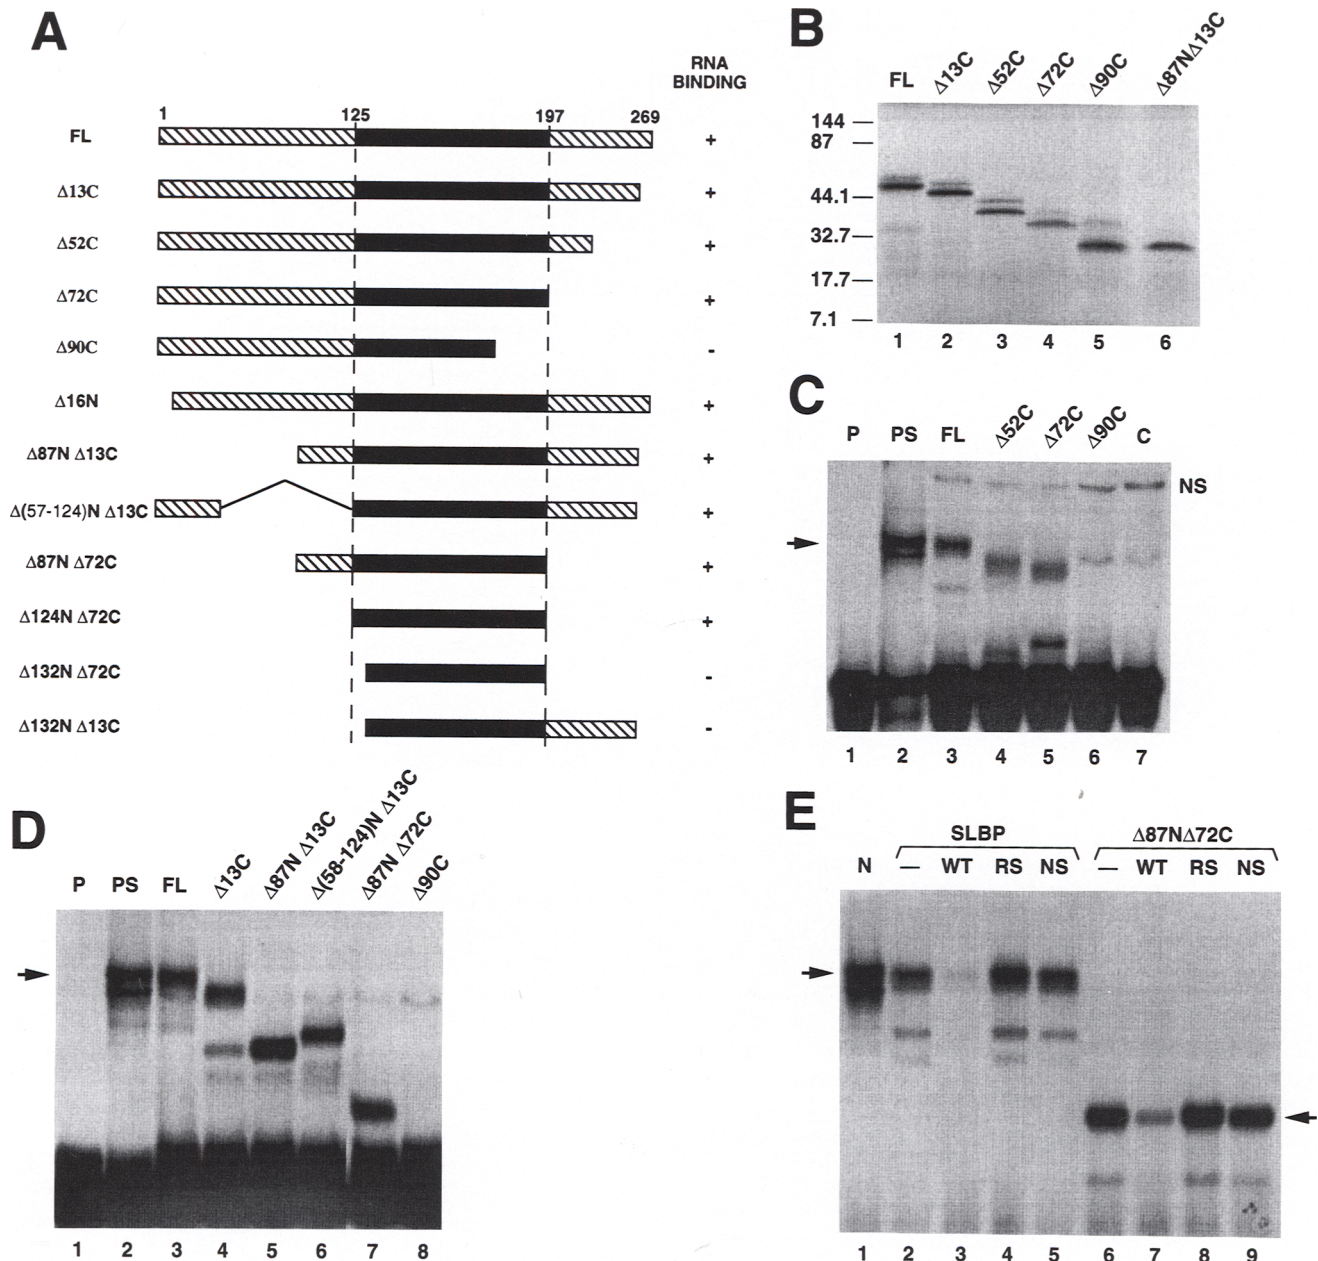 A
RNA
BINDING
1 125 197 269
FL +
Δ13C +
Δ52C +
Δ72C +
Δ90C -
Δ16N +
Δ87N Δ13C +
Δ(57-124)N Δ13C +
Δ87N Δ72C +
Δ124N Δ72C +
Δ132N Δ72C -
Δ132N Δ13C -
B
FL Δ13C Δ52C Δ72C Δ90C Δ87NΔ13C
144
87
44.1
32.7
17.7
7.1
1 2 3 4 5 6
C
P PS FL Δ52C Δ72C Δ90C C
NS
1 2 3 4 5 6 7
D
P PS FL Δ13C Δ87N Δ13C Δ(58-124)N Δ13C Δ87N Δ72C Δ90C
1 2 3 4 5 6 7 8
E
SLBP Δ87NΔ72C
N — WT RS NS — WT RS NS
1 2 3 4 5 6 7 8 9